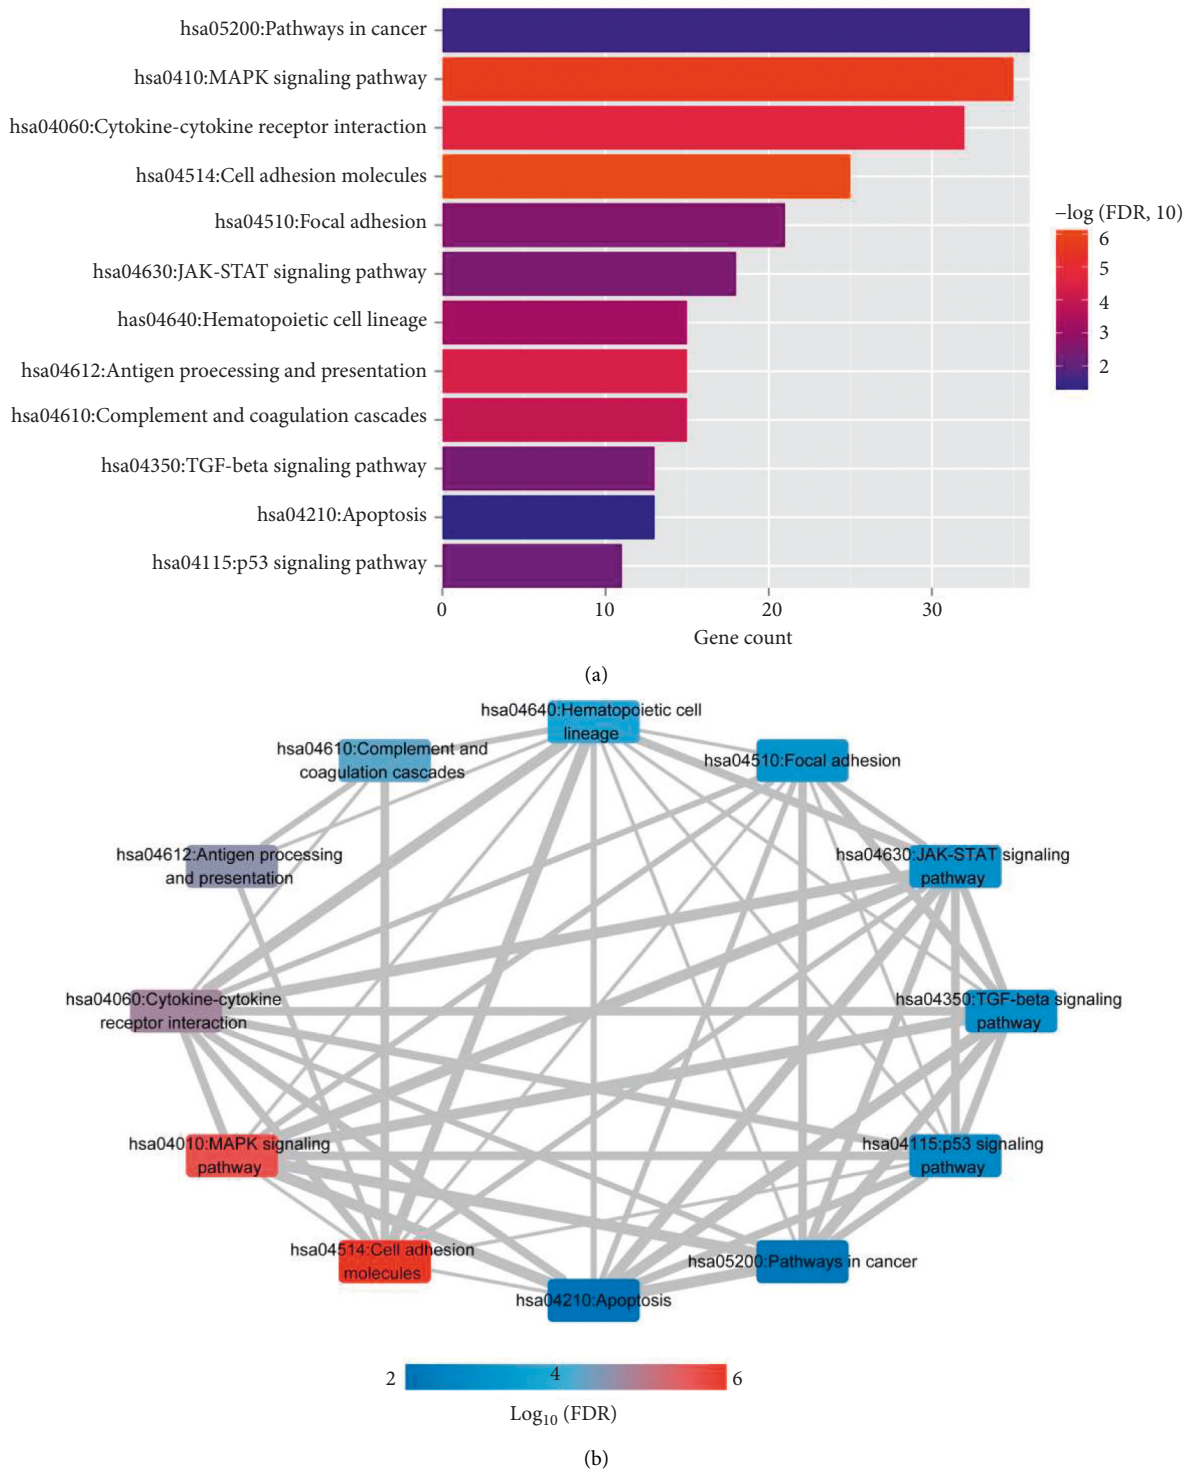 hsa05200:Pathways in cancer
hsa0410:MAPK signaling pathway
hsa04060:Cytokine-cytokine receptor interaction
hsa04514:Cell adhesion molecules
hsa04510:Focal adhesion
hsa04630:JAK-STAT signaling pathway
has04640:Hematopoietic cell lineage
hsa04612:Antigen proecessing and presentation
hsa04610:Complement and coagulation cascades
hsa04350:TGF-beta signaling pathway
hsa04210:Apoptosis
hsa04115:p53 signaling pathway
0 10 20 30
Gene count
−log (FDR, 10)
6
5
4
3
2
(a)
hsa04640:Hematopoietic cell
lineage
hsa04610:Complement and
coagulation cascades
hsa04510:Focal adhesion
hsa04612:Antigen processing
and presentation
hsa04630:JAK-STAT signaling
pathway
hsa04060:Cytokine-cytokine
receptor interaction
hsa04350:TGF-beta signaling
pathway
hsa04010:MAPK signaling
pathway
hsa04115:p53 signaling
pathway
hsa04514:Cell adhesion
molecules
hsa05200:Pathways in cancer
hsa04210:Apoptosis
2 4 6
Log10 (FDR)
(b)